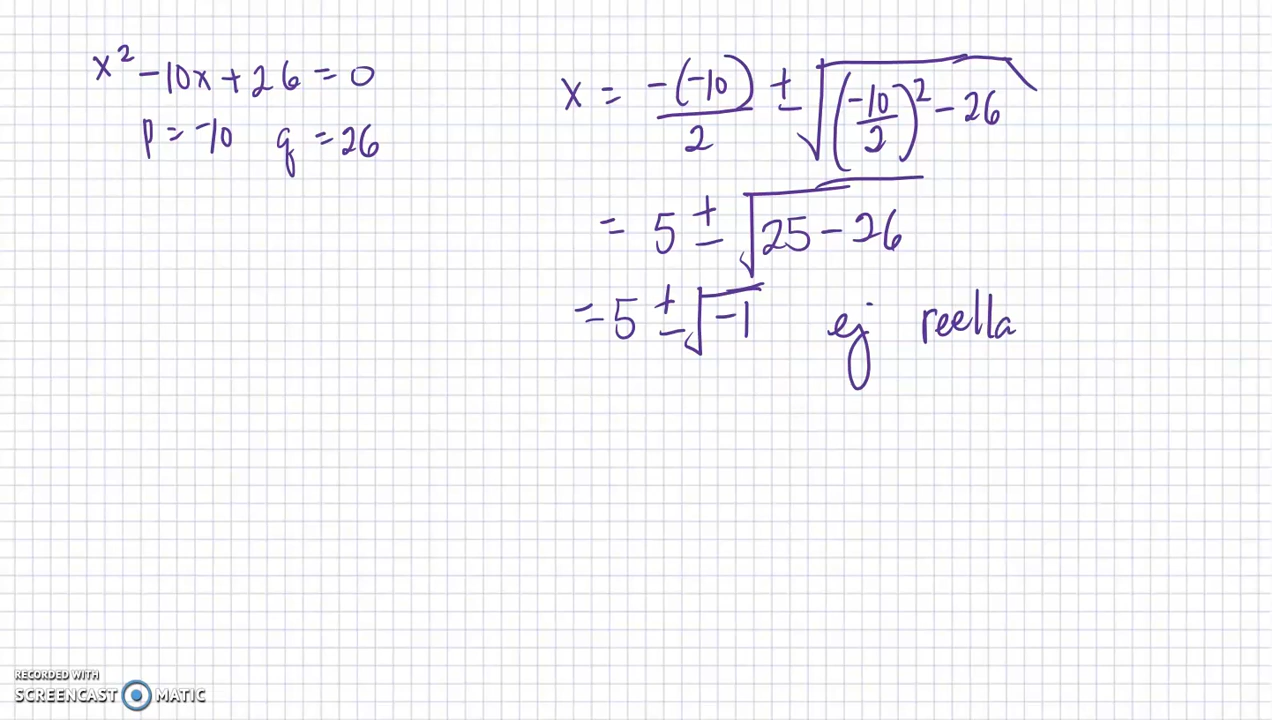 x² - 10x + 26 = 0
p = -10 q = 26
x = -(-10)/2 ± √((-10/2)² - 26)
= 5 ± √(25 - 26)
= 5 ± √-1 ej reella
RECORDED WITH
SCREENCAST MATIC